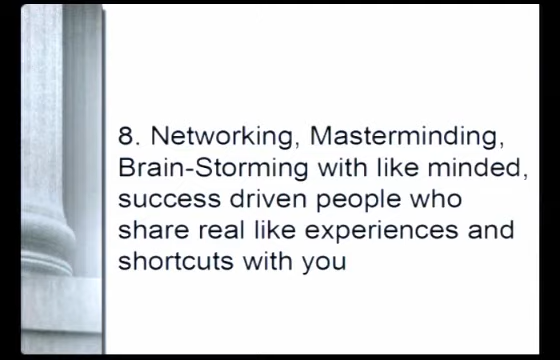 8. Networking, Masterminding,
Brain-Storming with like minded,
success driven people who
share real like experiences and
shortcuts with you